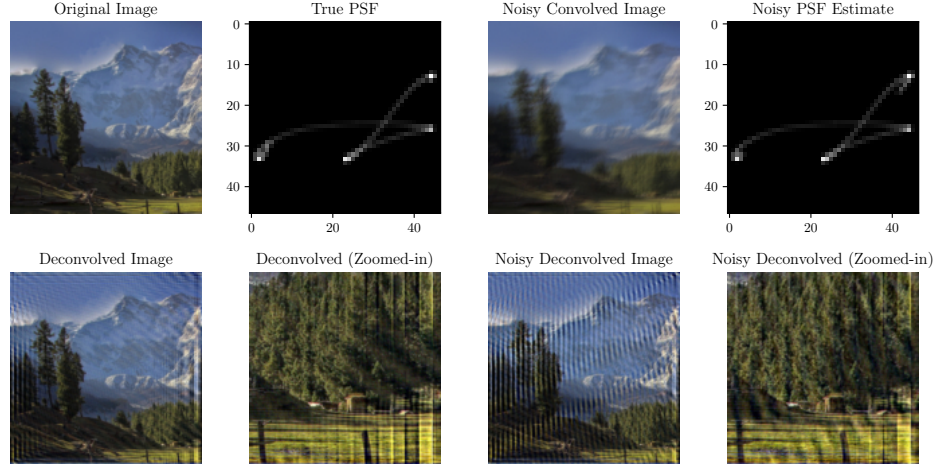 Original Image
True PSF
Noisy Convolved Image
Noisy PSF Estimate
0
10
20
30
40
0
20
40
0
10
20
30
40
0
20
40
Deconvolved Image
Deconvolved (Zoomed-in)
Noisy Deconvolved Image
Noisy Deconvolved (Zoomed-in)